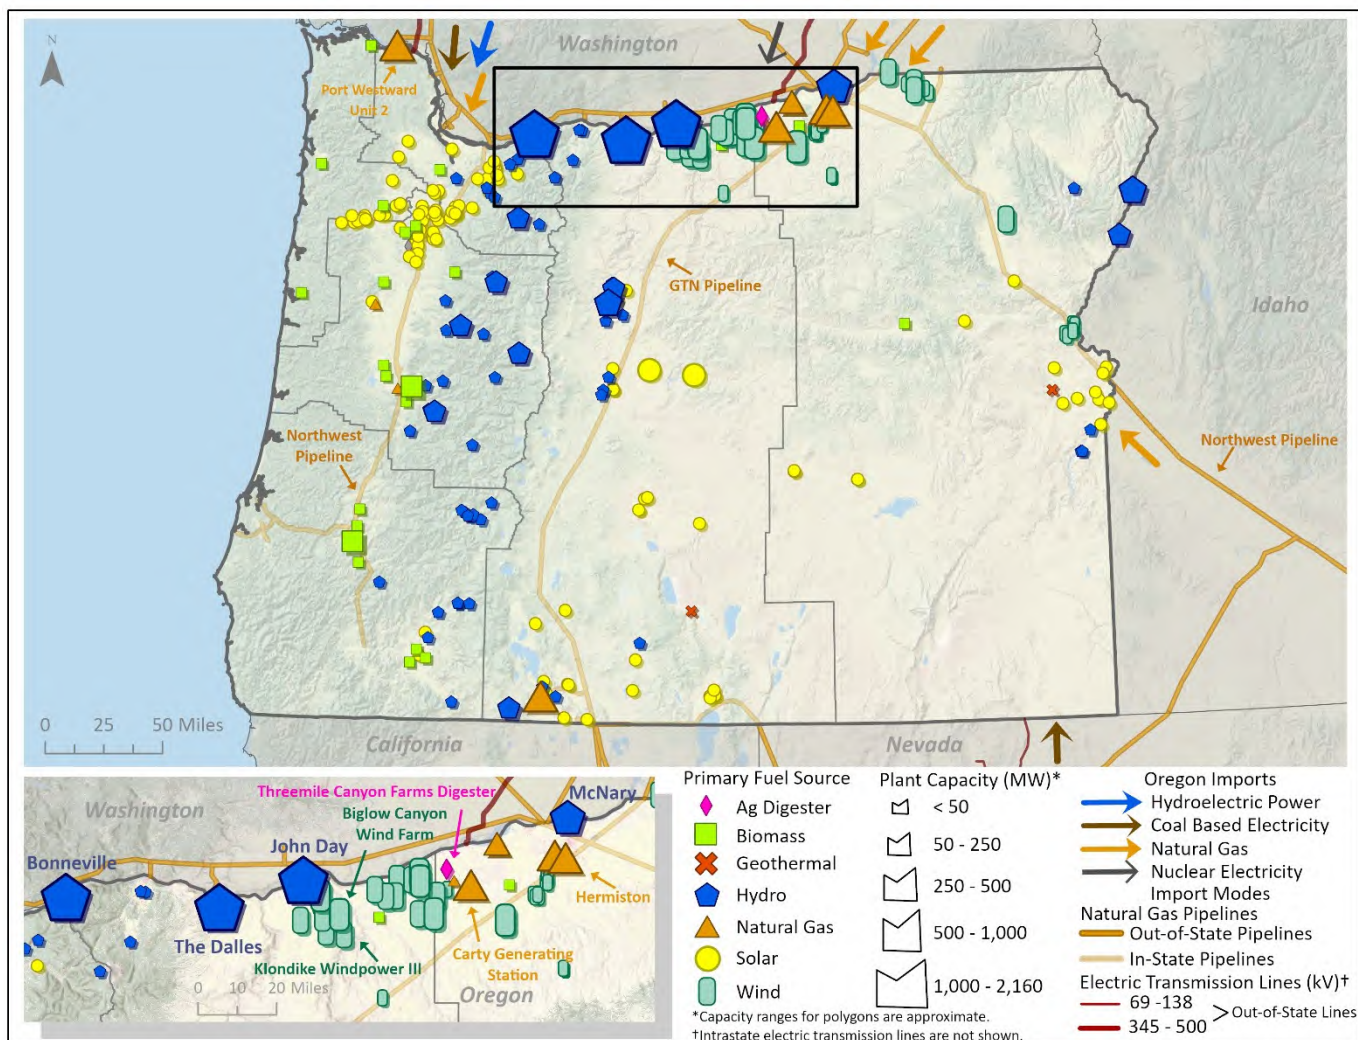 N
Washington
Port Westward
Unit 2
GTN Pipeline
Idaho
Northwest
Pipeline
Northwest Pipeline
0 25 50 Miles
California
Nevada
Washington
Threemile Canyon Farms Digester
McNary
Biglow Canyon
Wind Farm
John Day
Bonneville
Hermiston
The Dalles
Klondike Windpower III
Carty Generating
Station
0 10 20 Miles
Oregon
Primary Fuel Source
Ag Digester
Biomass
Geothermal
Hydro
Natural Gas
Solar
Wind
Plant Capacity (MW)*
< 50
50 - 250
250 - 500
500 - 1,000
1,000 - 2,160
*Capacity ranges for polygons are approximate.
†Intrastate electric transmission lines are not shown.
Oregon Imports
Hydroelectric Power
Coal Based Electricity
Natural Gas
Nuclear Electricity
Import Modes
Natural Gas Pipelines
Out-of-State Pipelines
In-State Pipelines
Electric Transmission Lines (kV)†
69 -138
345 - 500
Out-of-State Lines